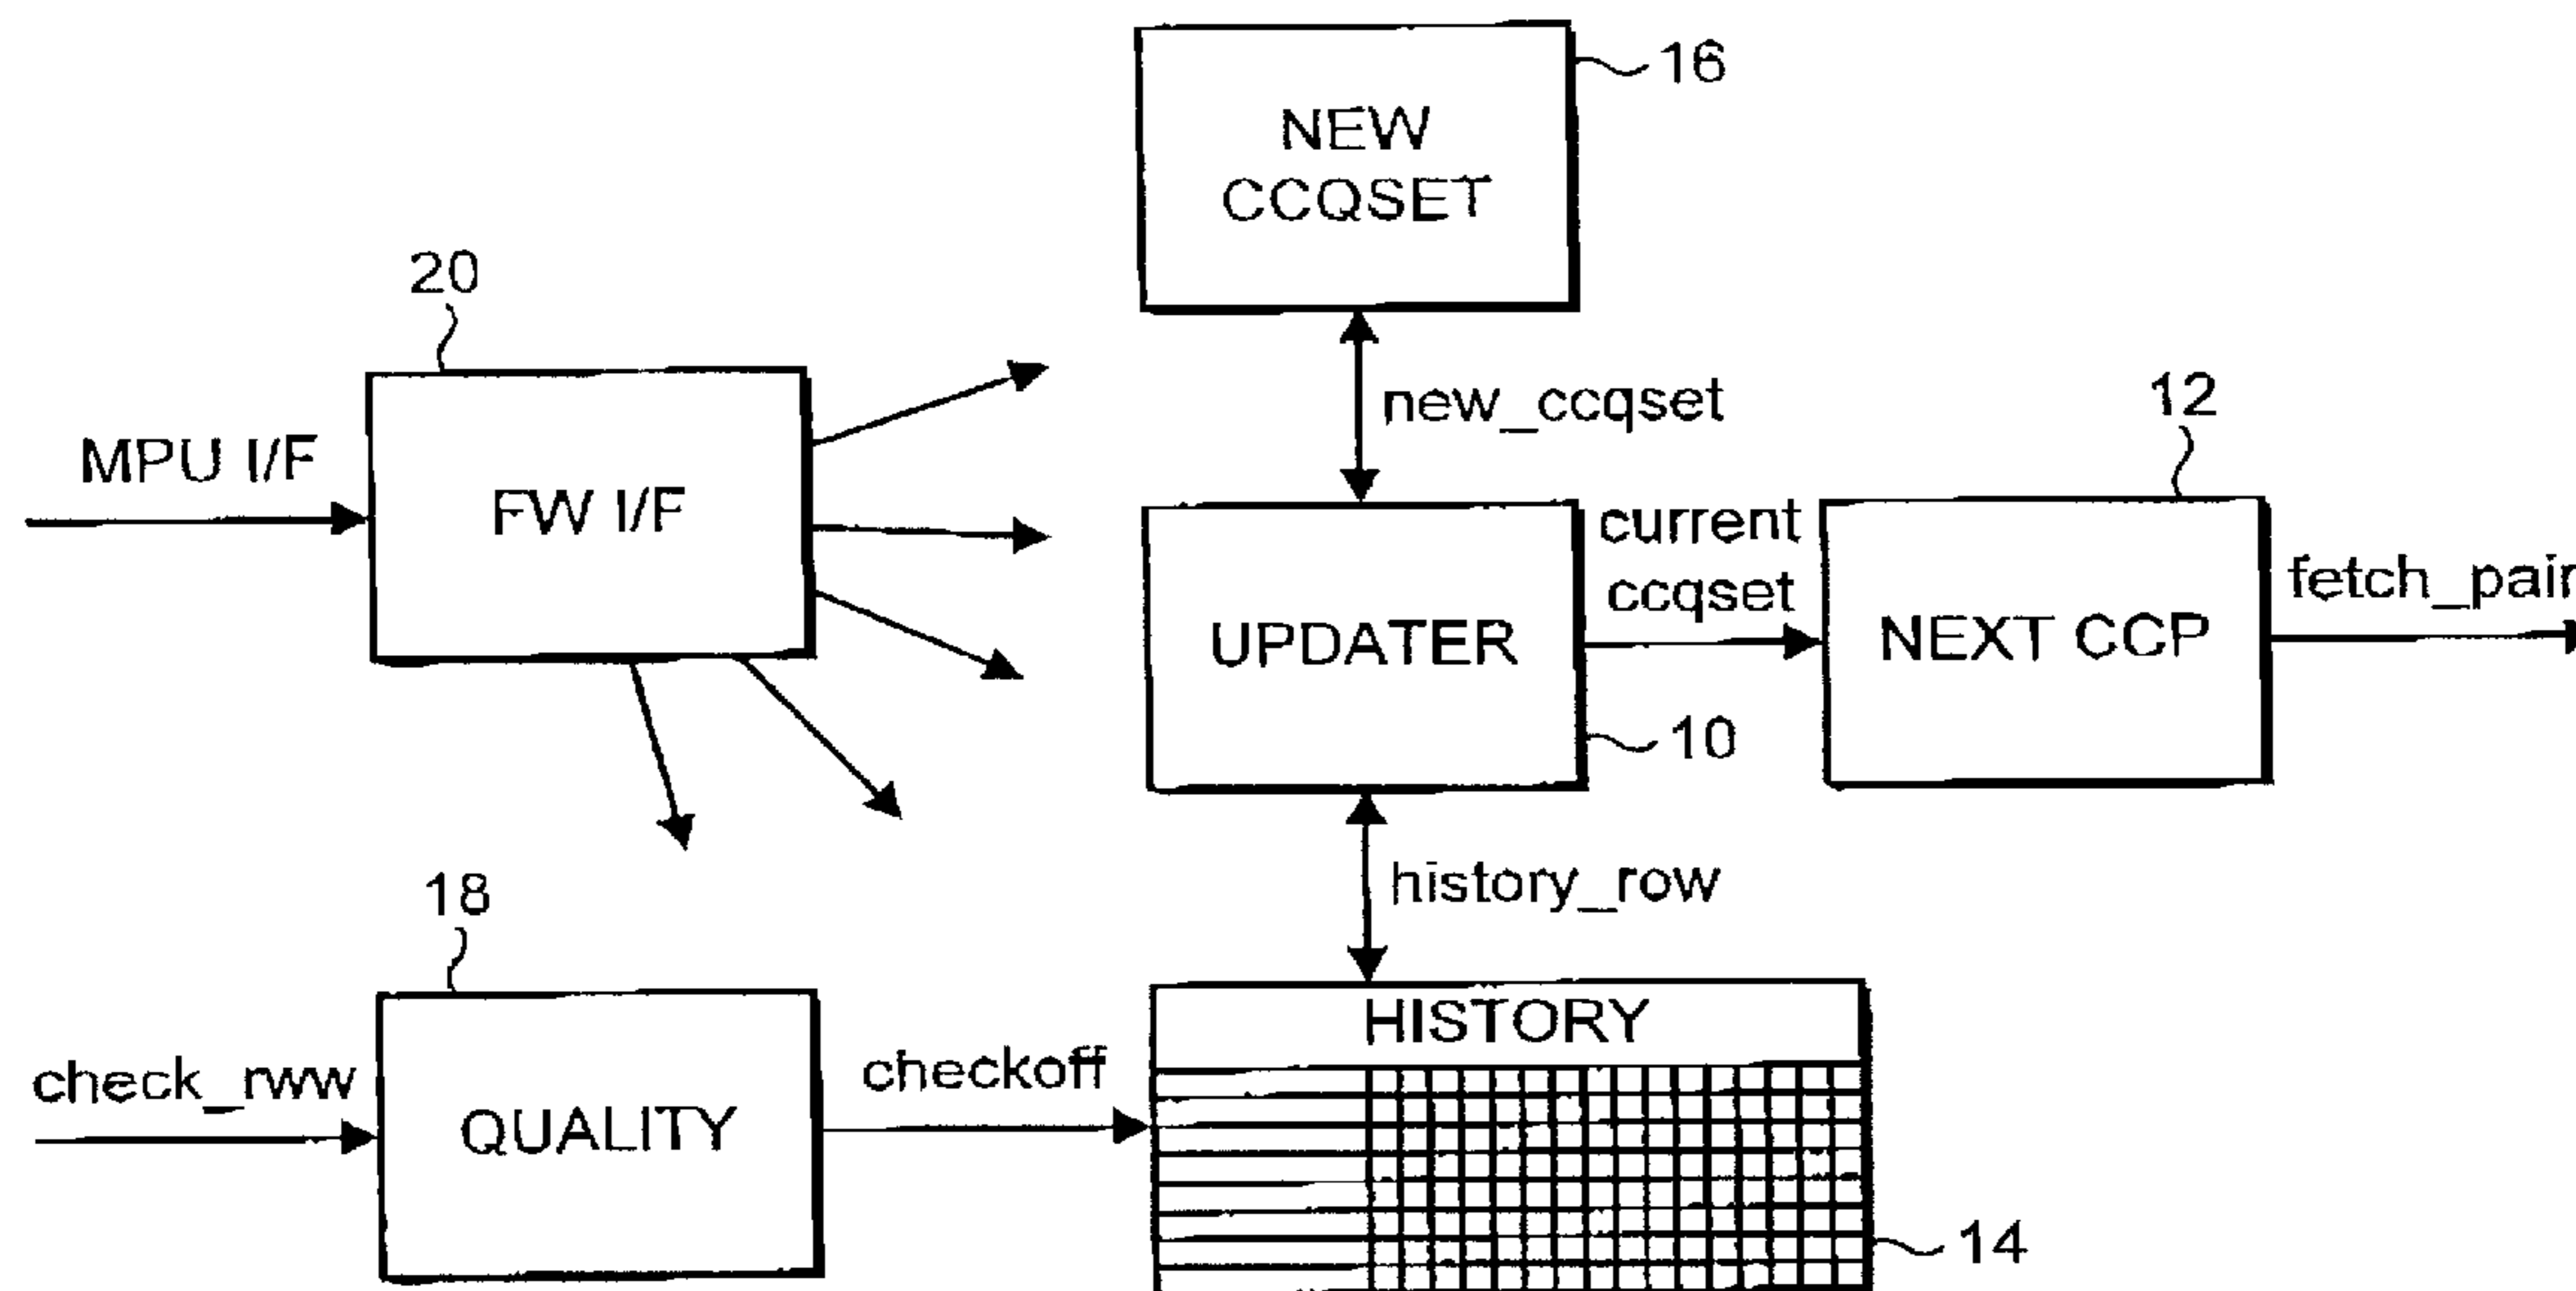 16
NEW
CCQSET
20
new_ccqset
12
MPU I/F
FW I/F
current
ccqset
UPDATER
NEXT CCP
fetch_pair
10
history_row
18
HISTORY
check_rww
checkoff
QUALITY
14